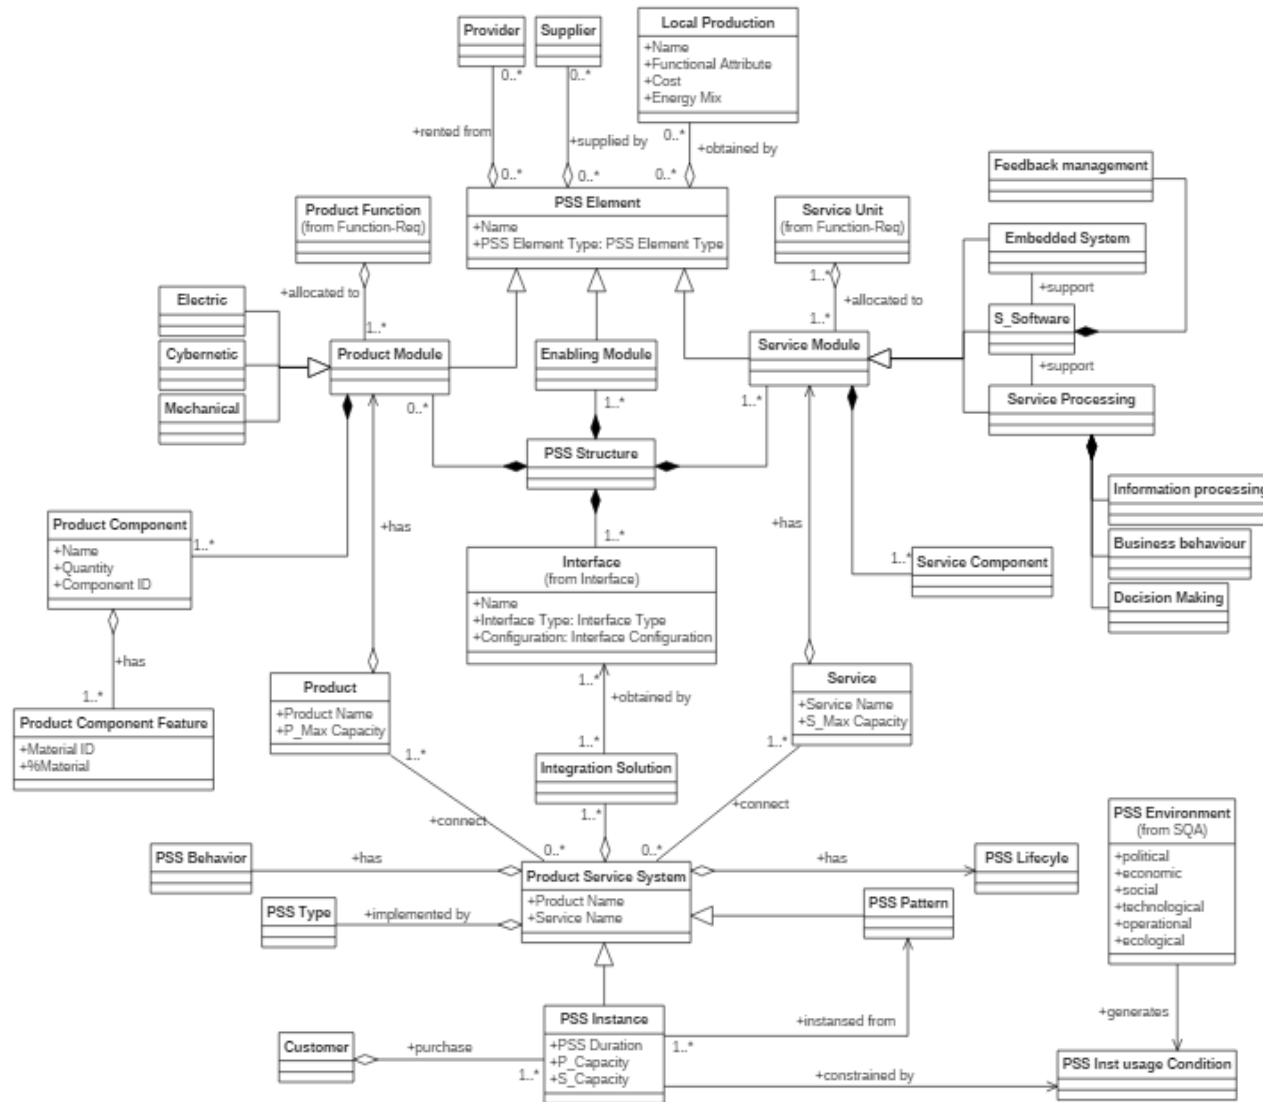 Provider
Supplier
Local Production
+Name
+Functional Attribute
+Cost
+Energy Mix
0..*
0..*
0..*
+rented from
+supplied by
+obtained by
0..*
0..*
0..*
Feedback management
Product Function
(from Function-Req)
PSS Element
+Name
+PSS Element Type: PSS Element Type
Service Unit
(from Function-Req)
Embedded System
1..*
+allocated to
+allocated to
+support
Electric
1..*
1..*
S_Software
Cybernetic
Product Module
Enabling Module
Service Module
+support
Mechanical
0..*
1..*
1..*
Service Processing
PSS Structure
Information processing
Product Component
+Name
+Quantity
+Component ID
1..*
+has
1..*
+has
Business behaviour
Interface
(from Interface)
+Name
+Interface Type: Interface Type
+Configuration: Interface Configuration
1..*
Service Component
Decision Making
+has
1..*
Product
+Product Name
+P_Max Capacity
1..*
+obtained by
Service
+Service Name
+S_Max Capacity
Product Component Feature
+Material ID
+%Material
1..*
1..*
1..*
Integration Solution
+connect
1..*
+connect
PSS Environment
(from SQA)
+political
+economic
+social
+technological
+operational
+ecological
0..*
0..*
PSS Behavior
+has
Product Service System
+Product Name
+Service Name
+has
PSS Lifecyle
PSS Type
+implemented by
PSS Pattern
+generates
PSS Instance
+PSS Duration
+P_Capacity
+S_Capacity
+instansed from
1..*
Customer
+purchase
1..*
+constrained by
PSS Inst usage Condition